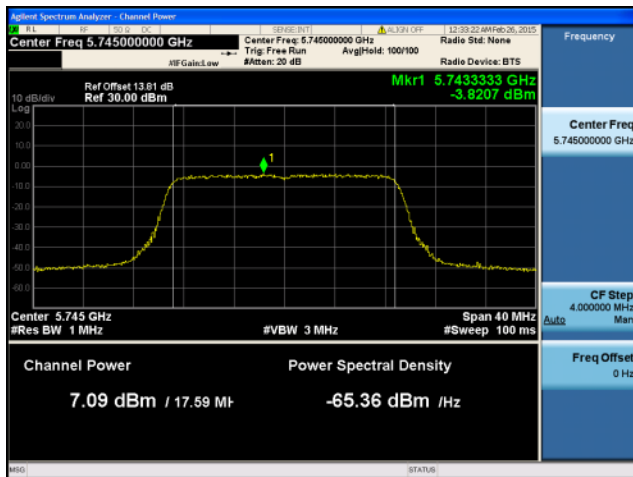 Agilent Spectrum Analyzer - Channel Power
RL RF 50 Ω DC SENSE:INT ALIGN OFF 12:33:22 AM Feb 26, 2015
Center Freq 5.745000000 GHz
Center Freq: 5.745000000 GHz
Radio Std: None
Trig: Free Run Avg|Hold: 100/100
#IFGain:Low #Atten: 20 dB Radio Device: BTS
Mkr1 5.7433333 GHz
-3.8207 dBm
Ref Offset 13.81 dB
10 dB/div Ref 30.00 dBm
Log
20.0
10.0
0.00
-10.0
-20.0
-30.0
-40.0
-50.0
-60.0
1
Center 5.745 GHz Span 40 MHz
#Res BW 1 MHz #VBW 3 MHz #Sweep 100 ms
Channel Power Power Spectral Density
7.09 dBm / 17.59 MH -65.36 dBm /Hz
MSG STATUS
Frequency
Center Freq
5.745000000 GHz
CF Step
4.000000 MHz
Auto Man
Freq Offset
0 Hz